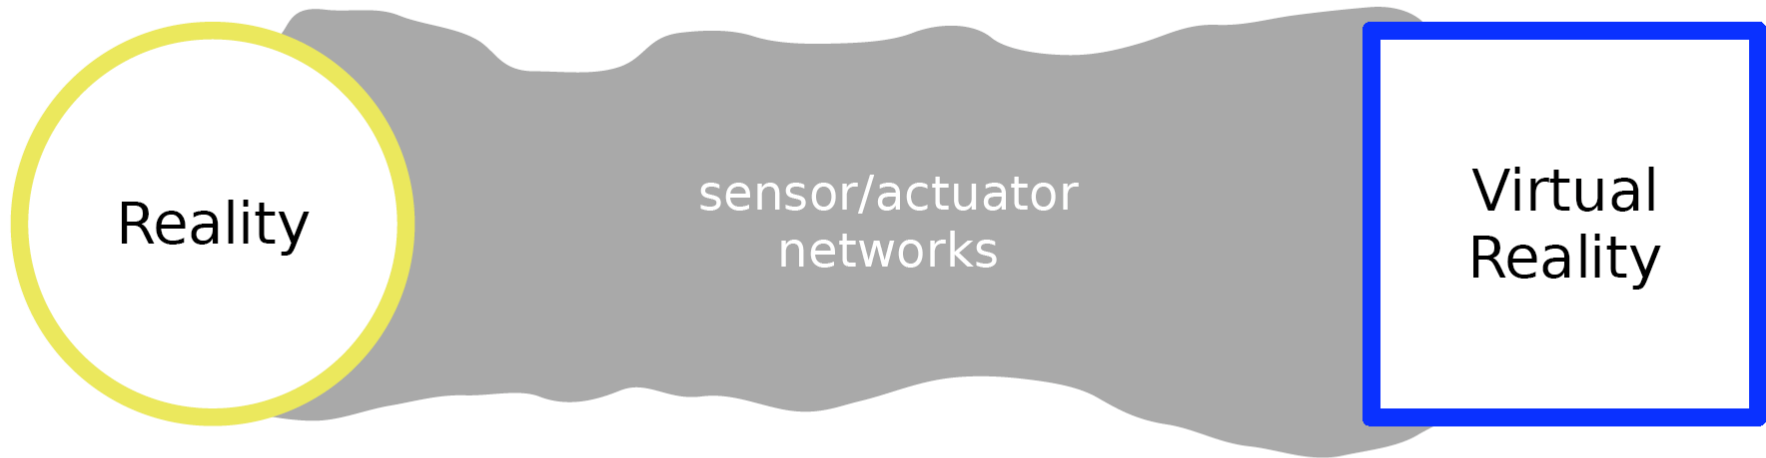 Reality
sensor/actuator
networks
Virtual
Reality